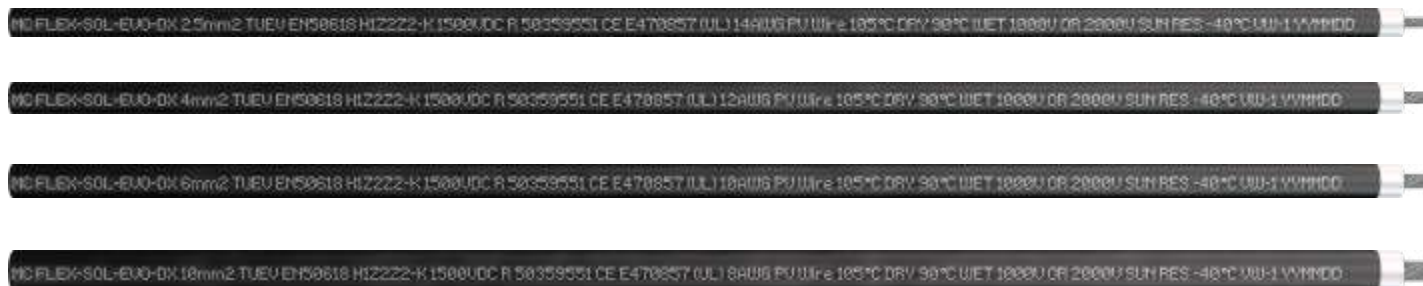 MC FLEX-SOL-EVO-DX 2.5mm2 TUEV EN50618 H1Z2Z2-K 1500VDC R 50359551 CE E470857 (UL) 14AWG PV Wire 105°C DRY 90°C WET 1000V OR 2000V SUN RES -40°C VW-1 YYMMDD
MC FLEX-SOL-EVO-DX 4mm2 TUEV EN50618 H1Z2Z2-K 1500VDC R 50359551 CE E470857 (UL) 12AWG PV Wire 105°C DRY 90°C WET 1000V OR 2000V SUN RES -40°C VW-1 YYMMDD
MC FLEX-SOL-EVO-DX 6mm2 TUEV EN50618 H1Z2Z2-K 1500VDC R 50359551 CE E470857 (UL) 10AWG PV Wire 105°C DRY 90°C WET 1000V OR 2000V SUN RES -40°C VW-1 YYMMDD
MC FLEX-SOL-EVO-DX 10mm2 TUEV EN50618 H1Z2Z2-K 1500VDC R 50359551 CE E470857 (UL) 8AWG PV Wire 105°C DRY 90°C WET 1000V OR 2000V SUN RES -40°C VW-1 YYMMDD